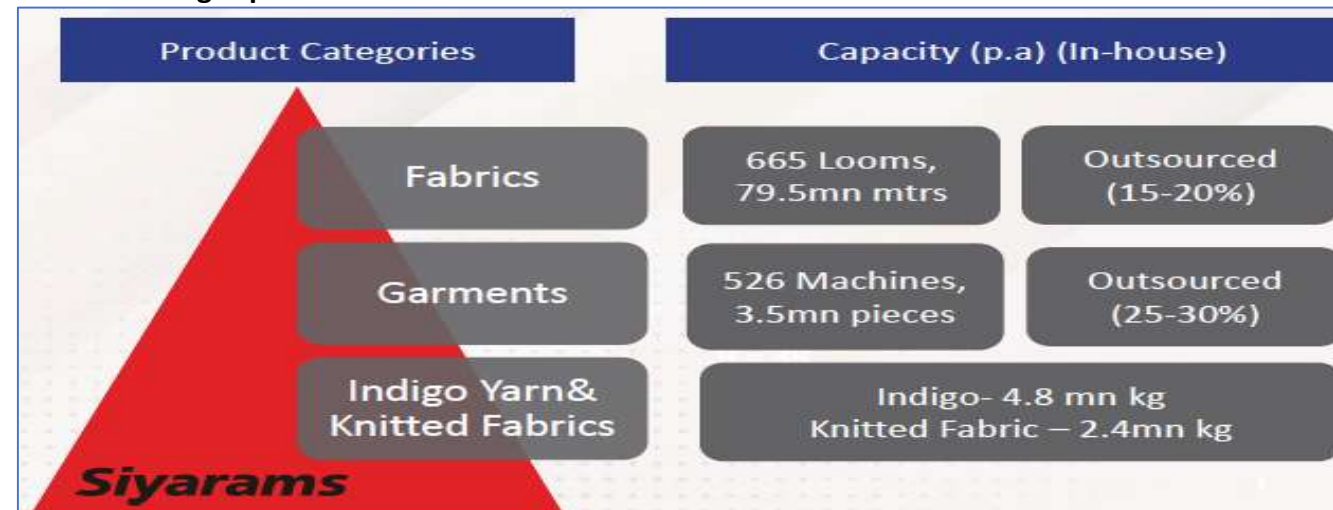 Product Categories
Capacity (p.a) (In-house)
Fabrics
665 Looms,
79.5mn mtrs
Outsourced
(15-20%)
Garments
526 Machines,
3.5mn pieces
Outsourced
(25-30%)
Indigo Yarn&
Knitted Fabrics
Indigo- 4.8 mn kg
Knitted Fabric – 2.4mn kg
Siyarams